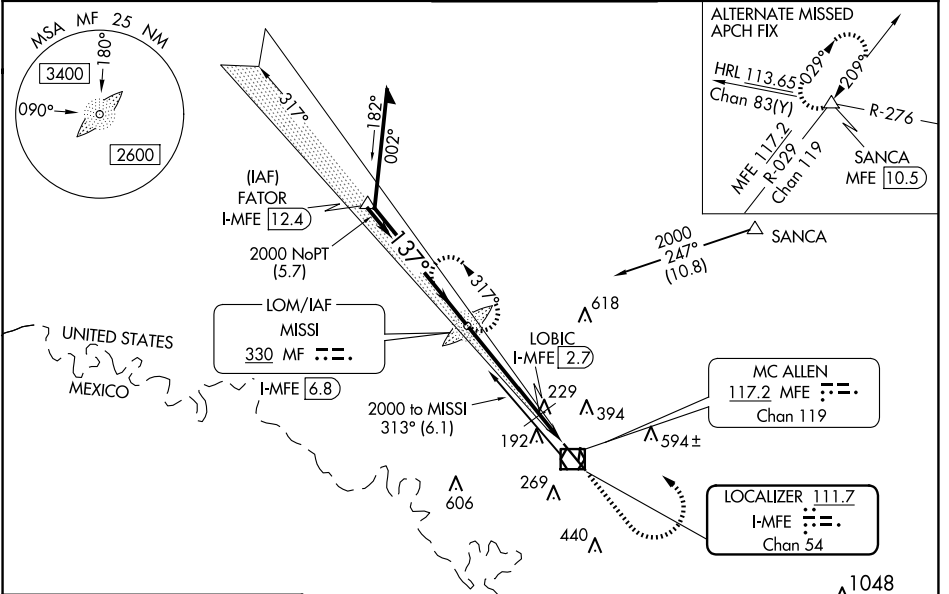 MSA MF 25 NM
180°
3400
090°
2600
317°
182°
002°
(IAF)
FATOR
I-MFE 12.4
2000 NoPT
(5.7)
137°
317°
LOM/IAF
MISSI
330 MF
I-MFE 6.8
UNITED STATES
MEXICO
2000 to MISSI
313° (6.1)
LOBIC
I-MFE 2.7
229
192
269
606
440
618
394
594±
1048
2000
247°
(10.8)
SANCA
ALTERNATE MISSED
APCH FIX
HRL 113.65
Chan 83(Y)
029°
209°
R-276
MFE 117.2
R-029
Chan 119
SANCA
MFE 10.5
MC ALLEN
117.2 MFE
Chan 119
LOCALIZER 111.7
I-MFE
Chan 54